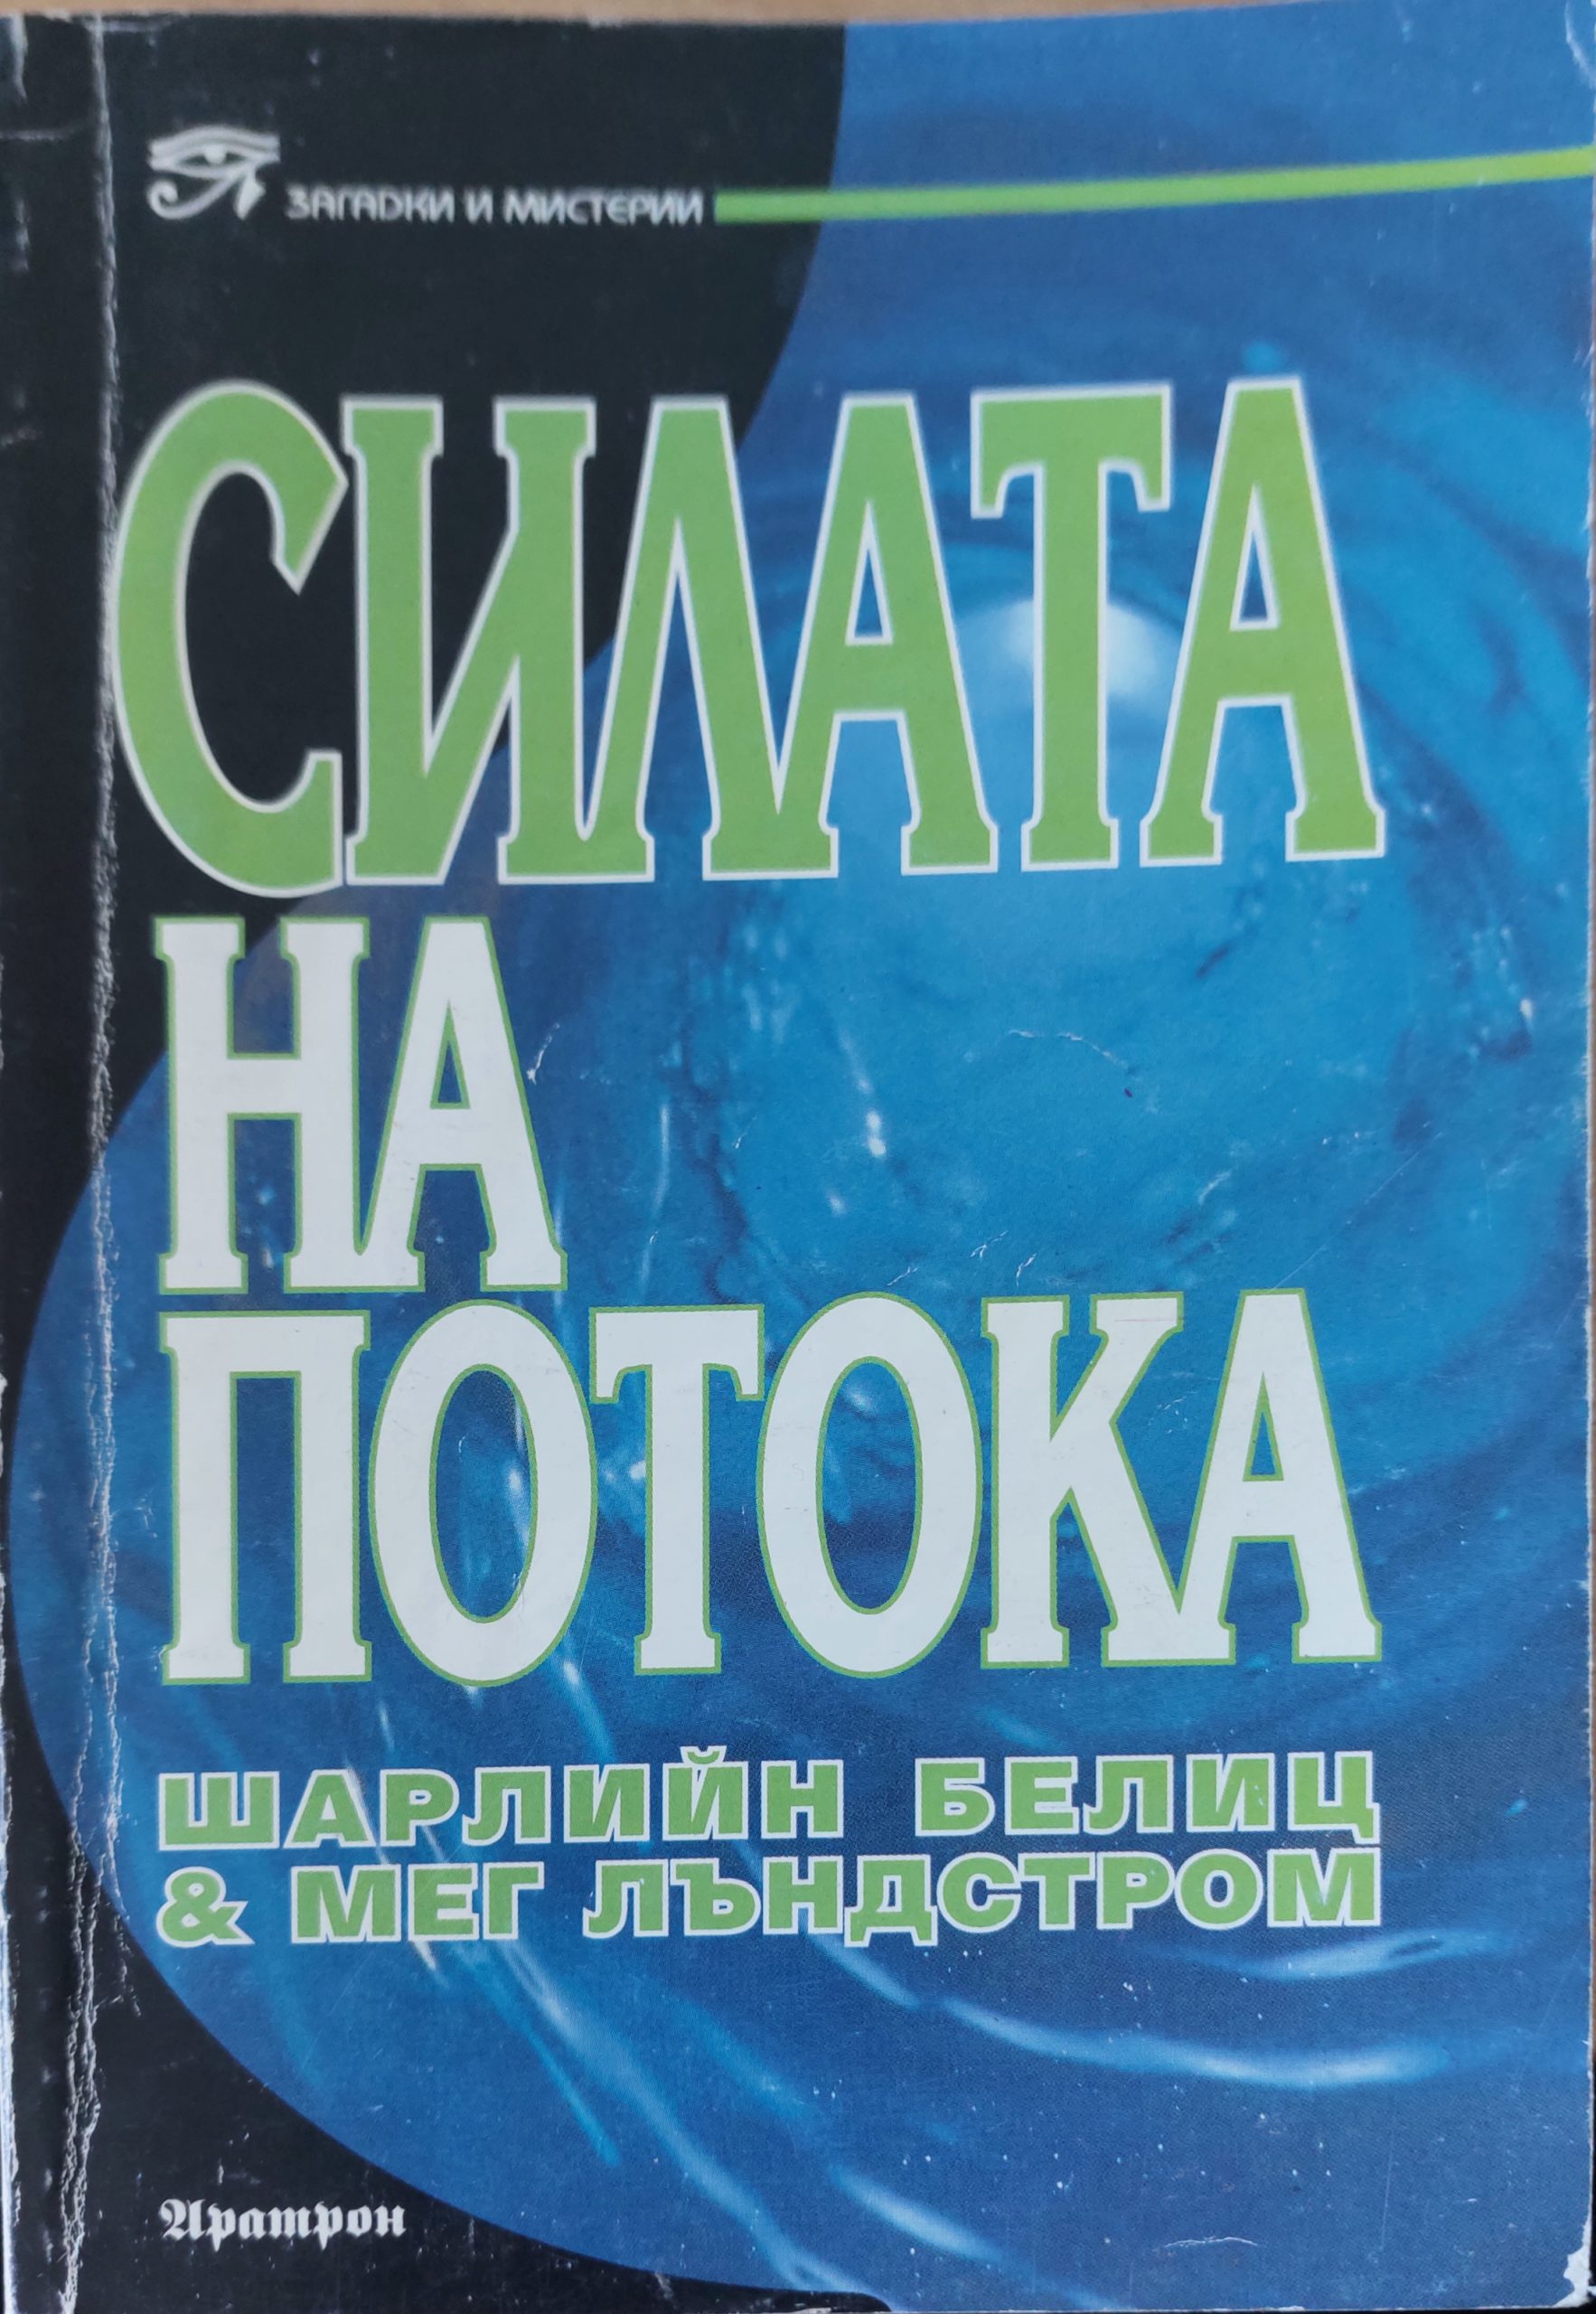 ЗАГАДКИ И МИСТЕРИИ
СИЛАТА
НА
ПОТОКА
ШАРЛИЙН БЕЛИЦ
& МЕГ ЛЪНДСТРОМ
Аратрон